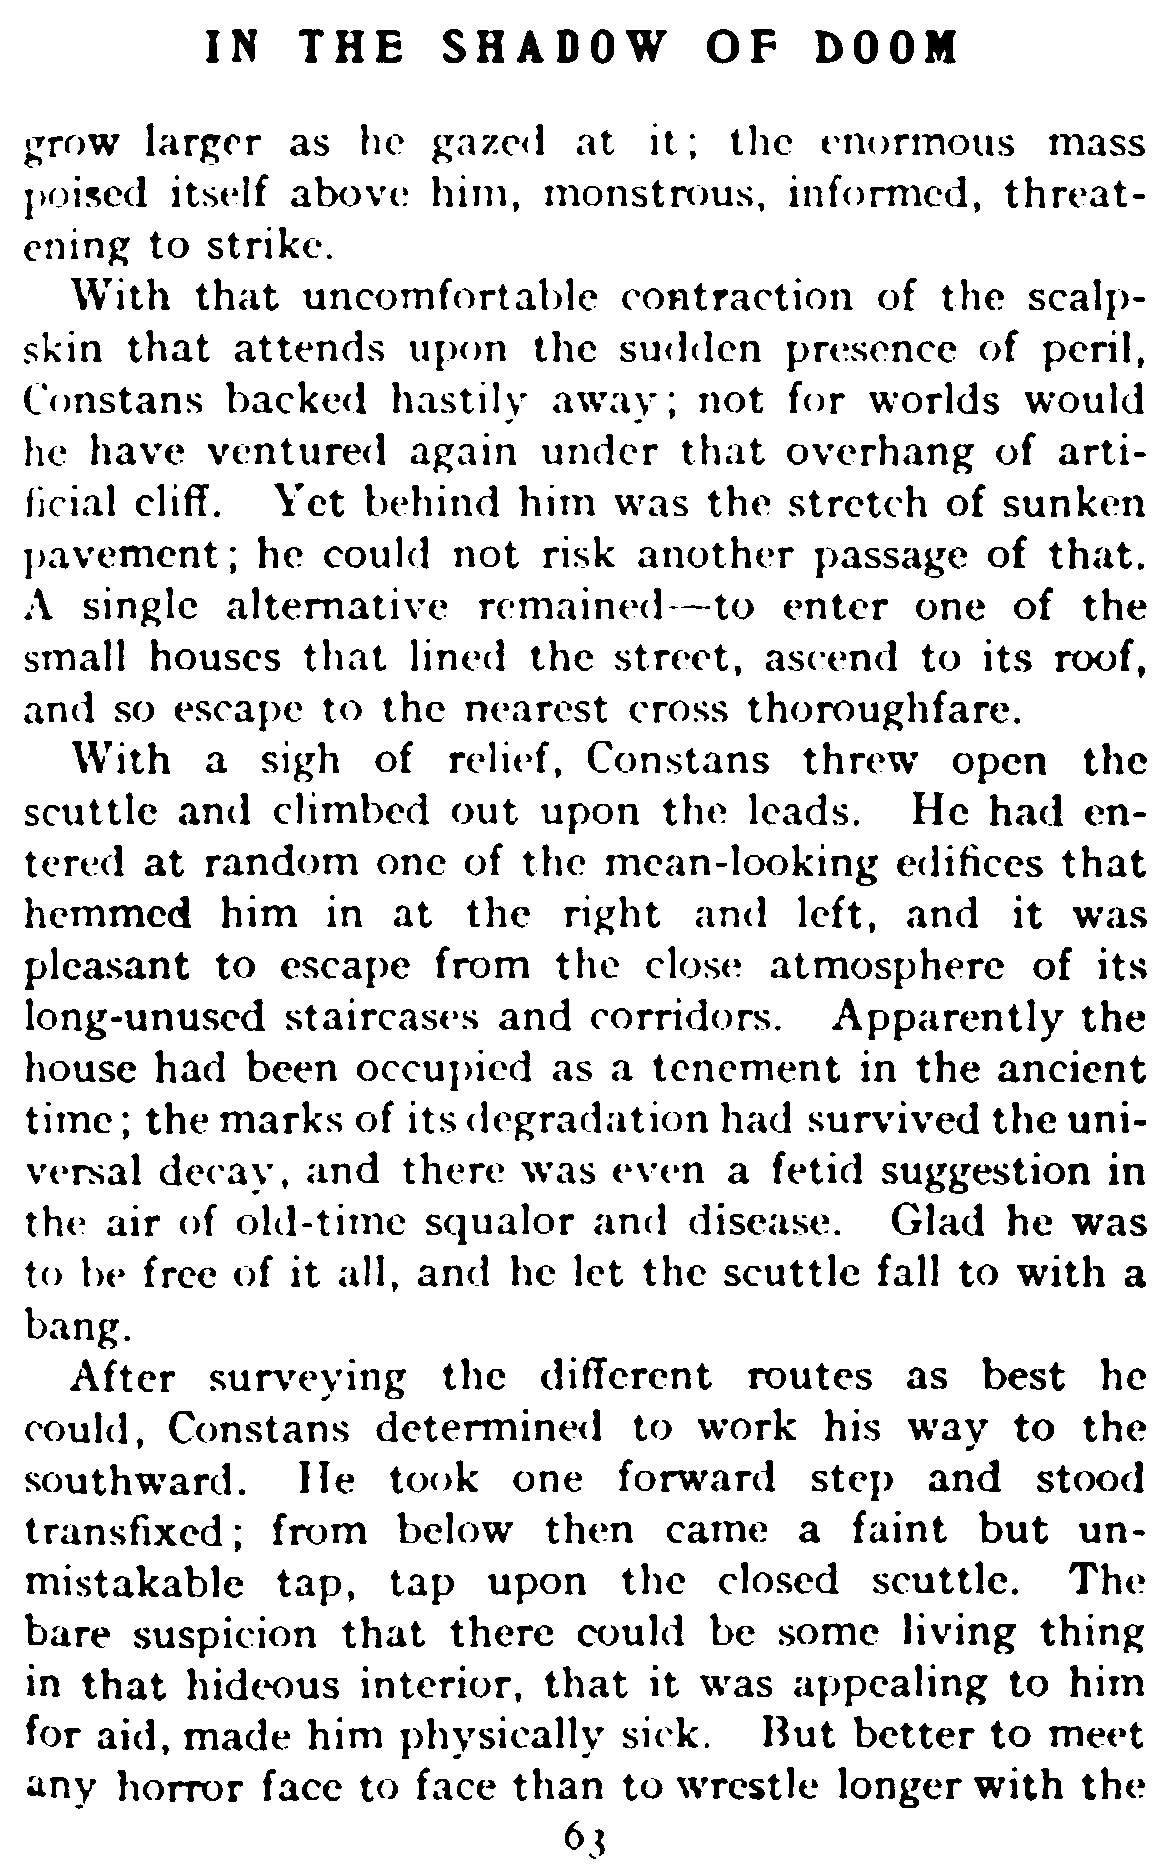 IN THE SHADOW OF DOOM
grow larger as he gazed at it; the enormous mass
poised itself above him, monstrous, informed, threat-
ening to strike.
With that uncomfortable contraction of the scalp-
skin that attends upon the sudden presence of peril,
Constans backed hastily away; not for worlds would
he have ventured again under that overhang of arti-
ficial cliff. Yet behind him was the stretch of sunken
pavement; he could not risk another passage of that.
A single alternative remained—to enter one of the
small houses that lined the street, ascend to its roof,
and so escape to the nearest cross thoroughfare.
With a sigh of relief, Constans threw open the
scuttle and climbed out upon the leads. He had en-
tered at random one of the mean-looking edifices that
hemmed him in at the right and left, and it was
pleasant to escape from the close atmosphere of its
long-unused staircases and corridors. Apparently the
house had been occupied as a tenement in the ancient
time; the marks of its degradation had survived the uni-
versal decay, and there was even a fetid suggestion in
the air of old-time squalor and disease. Glad he was
to be free of it all, and he let the scuttle fall to with a
bang.
After surveying the different routes as best he
could, Constans determined to work his way to the
southward. He took one forward step and stood
transfixed; from below then came a faint but un-
mistakable tap, tap upon the closed scuttle. The
bare suspicion that there could be some living thing
in that hideous interior, that it was appealing to him
for aid, made him physically sick. But better to meet
any horror face to face than to wrestle longer with the
63